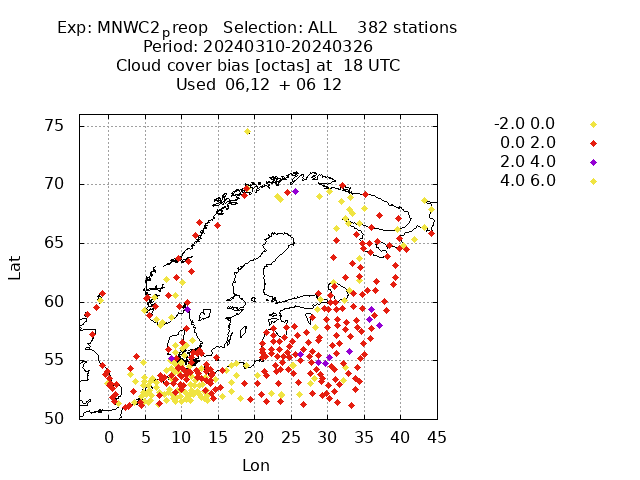 Exp: MNWC2preop Selection: ALL 382 stations
Period: 20240310-20240326
Cloud cover bias [octas] at 18 UTC
Used 06,12 + 06 12
-2.0 0.0
0.0 2.0
2.0 4.0
4.0 6.0
75
70
65
60
55
50
Lat
0 5 10 15 20 25 30 35 40 45
Lon